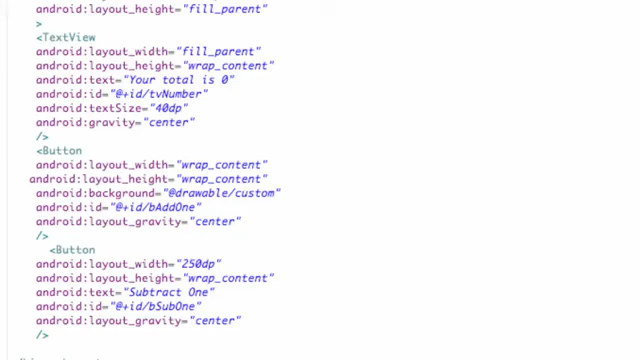 android:layout_height="fill_parent"
>
<TextView
android:layout_width="fill_parent"
android:layout_height="wrap_content"
android:text="Your total is 0"
android:id="@+id/tvNumber"
android:textSize="40dp"
android:gravity="center"
/>
<Button
android:layout_width="wrap_content"
android:layout_height="wrap_content"
android:background="@drawable/custom"
android:id="@+id/bAddOne"
android:layout_gravity="center"
/>
<Button
android:layout_width="250dp"
android:layout_height="wrap_content"
android:text="Subtract One"
android:id="@+id/bSubOne"
android:layout_gravity="center"
/>